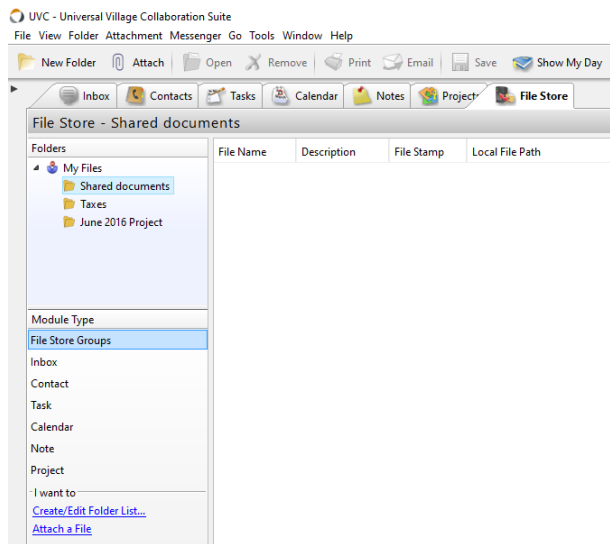 UVC - Universal Village Collaboration Suite
File View Folder Attachment Messenger Go Tools Window Help
New Folder Attach Open Remove Print Email Save Show My Day
Inbox Contacts Tasks Calendar Notes Project File Store
File Store - Shared documents
Folders File Name Description File Stamp Local File Path
My Files
Shared documents
Taxes
June 2016 Project
Module Type
File Store Groups
Inbox
Contact
Task
Calendar
Note
Project
I want to
Create/Edit Folder List...
Attach a File